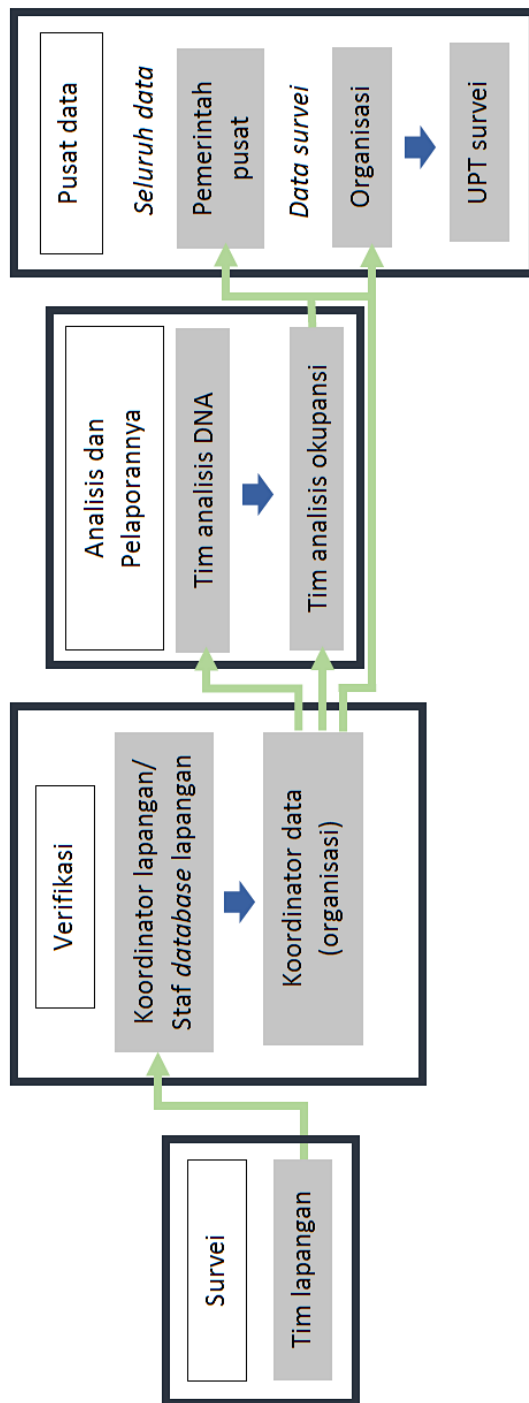 Survei
Tim lapangan
Verifikasi
Koordinator lapangan/
Staf database lapangan
Koordinator data
(organisasi)
Analisis dan
Pelaporannya
Tim analisis DNA
Tim analisis okupansi
Pusat data
Seluruh data
Pemerintah
pusat
Data survei
Organisasi
UPT survei